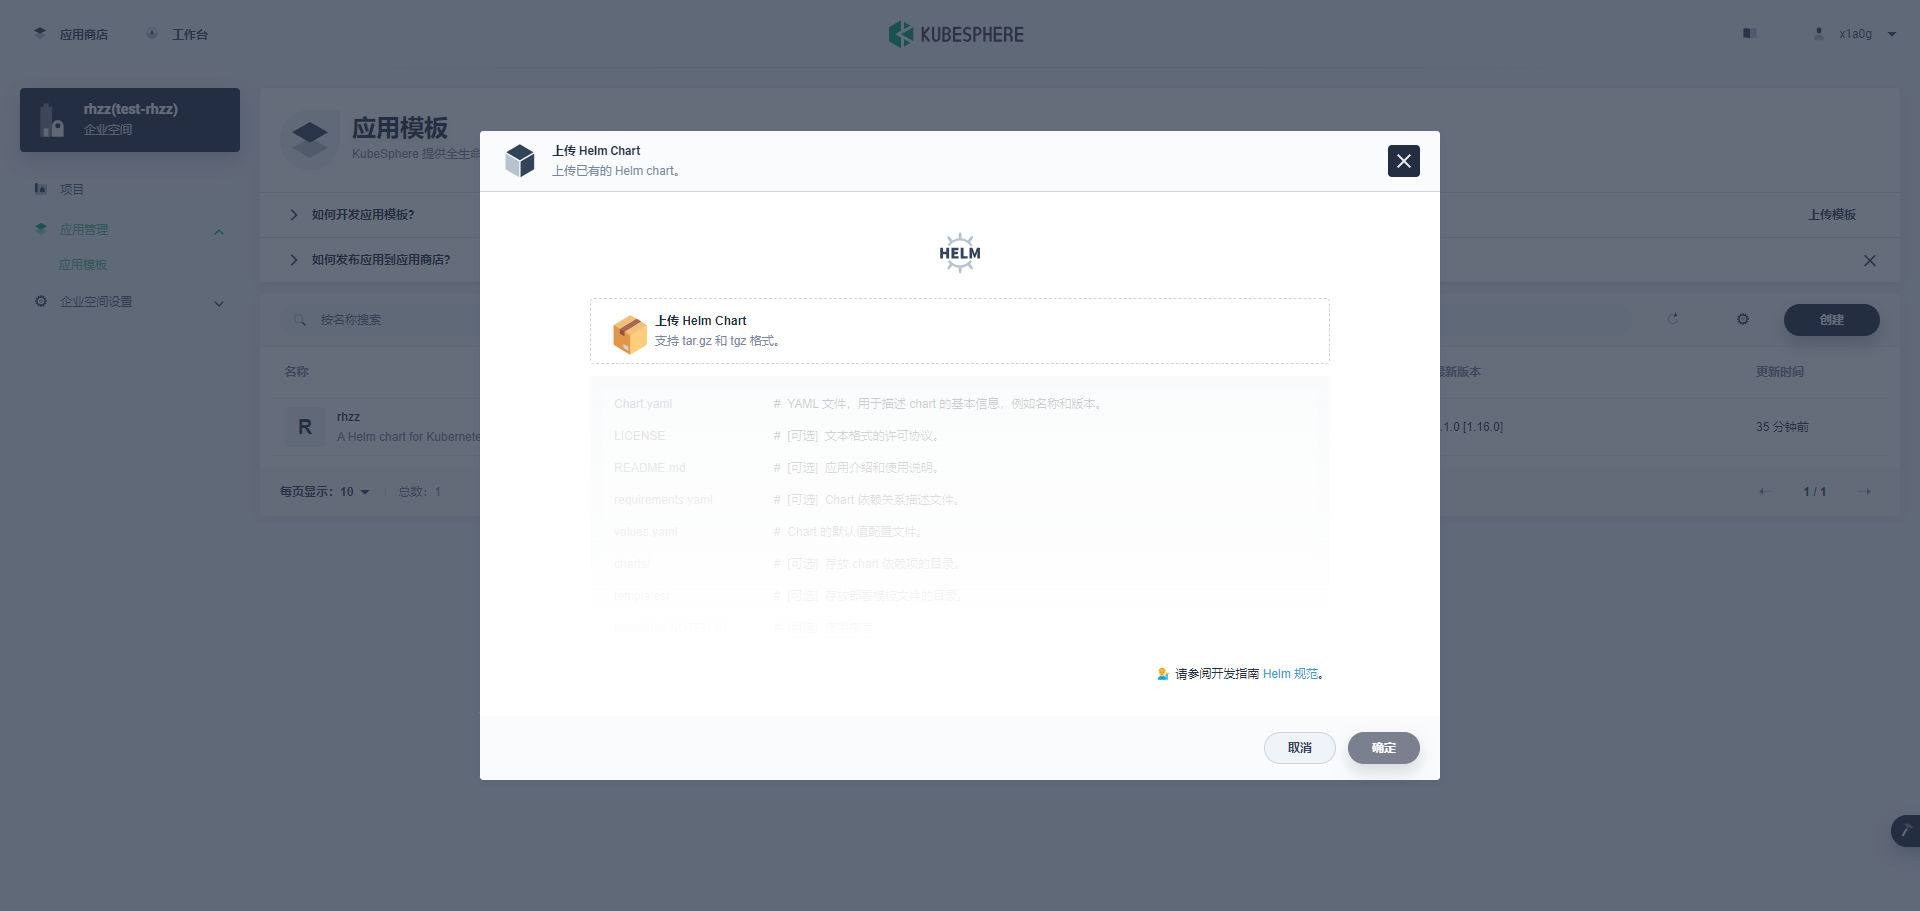 应用商店
工作台
KUBESPHERE
x1a0g
rhzz(test-rhzz)
企业空间
项目
应用管理
应用模板
企业空间设置
应用模板
KubeSphere 提供全生命
如何开发应用模板?
上传模板
如何发布应用到应用商店?
按名称搜索
创建
名称
最新版本
更新时间
R
rhzz
A Helm chart for Kubernete
.1.0 [1.16.0]
35 分钟前
每页显示: 10
总数: 1
1 / 1
上传 Helm Chart
上传已有的 Helm chart。
HELM
上传 Helm Chart
支持 tar.gz 和 tgz 格式。
Chart.yaml # YAML 文件，用于描述 chart 的基本信息，例如名称和版本。
LICENSE # [可选] 文本格式的许可协议。
README.md # [可选] 应用介绍和使用说明。
requirements.yaml # [可选] Chart 依赖关系描述文件。
values.yaml # Chart 的默认值配置文件。
charts/ # [可选] 存放 chart 依赖项的目录。
templates/ # [可选] 存放部署模板文件的目录。
# [可选]
请参阅开发指南 Helm 规范。
取消
确定